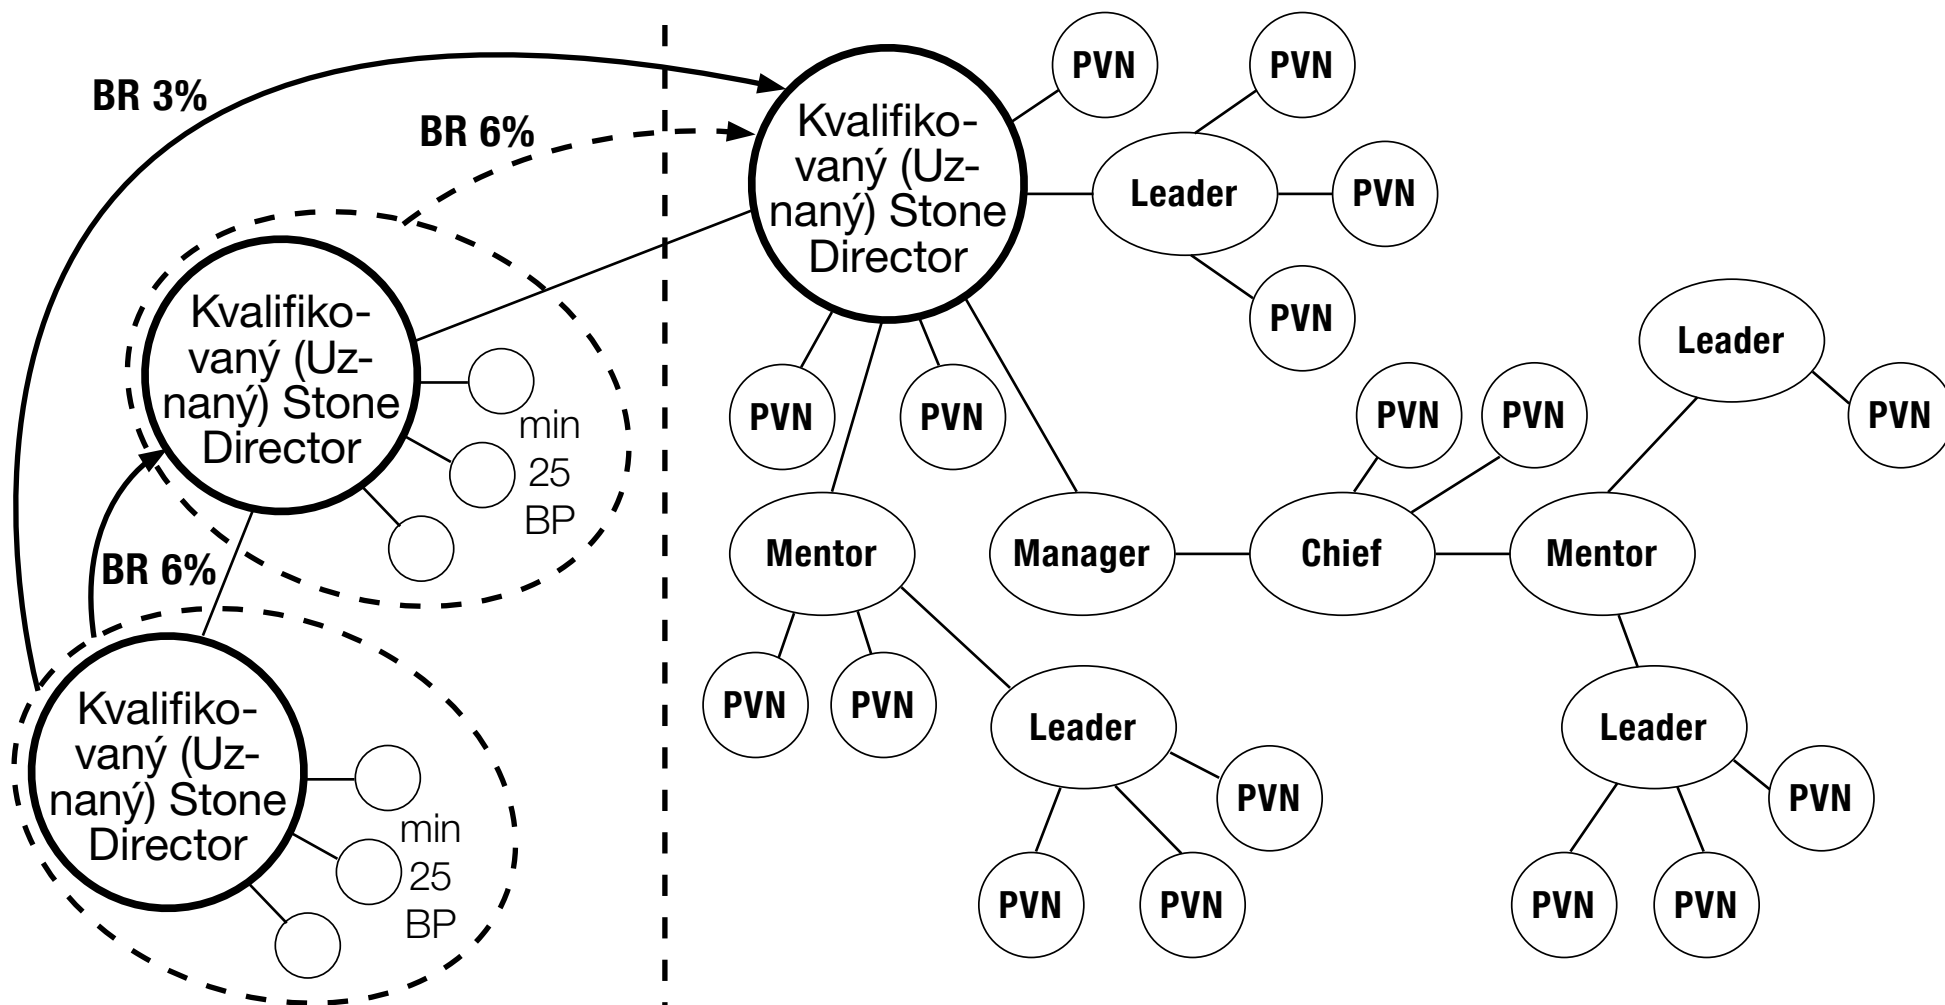 BR 3%
BR 6%
Kvalifiko-
vaný (Uz-
naný) Stone
Director
PVN
PVN
Leader
PVN
PVN
Kvalifiko-
vaný (Uz-
naný) Stone
Director
min
25
BP
PVN
PVN
Leader
PVN
PVN
PVN
BR 6%
Mentor
Manager
Chief
Mentor
PVN
PVN
Leader
PVN
PVN
PVN
Leader
PVN
PVN
PVN
Kvalifiko-
vaný (Uz-
naný) Stone
Director
min
25
BP